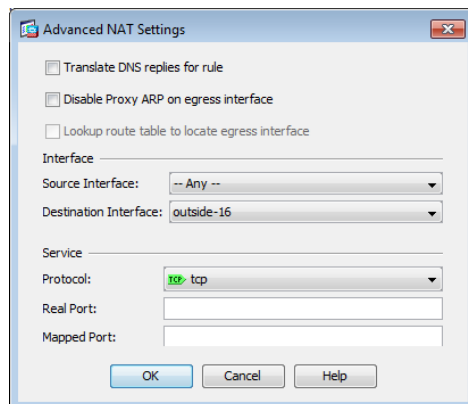 Advanced NAT Settings
Translate DNS replies for rule
Disable Proxy ARP on egress interface
Lookup route table to locate egress interface
Interface
Source Interface: -- Any --
Destination Interface: outside-16
Service
Protocol: TCP tcp
Real Port:
Mapped Port:
OK Cancel Help